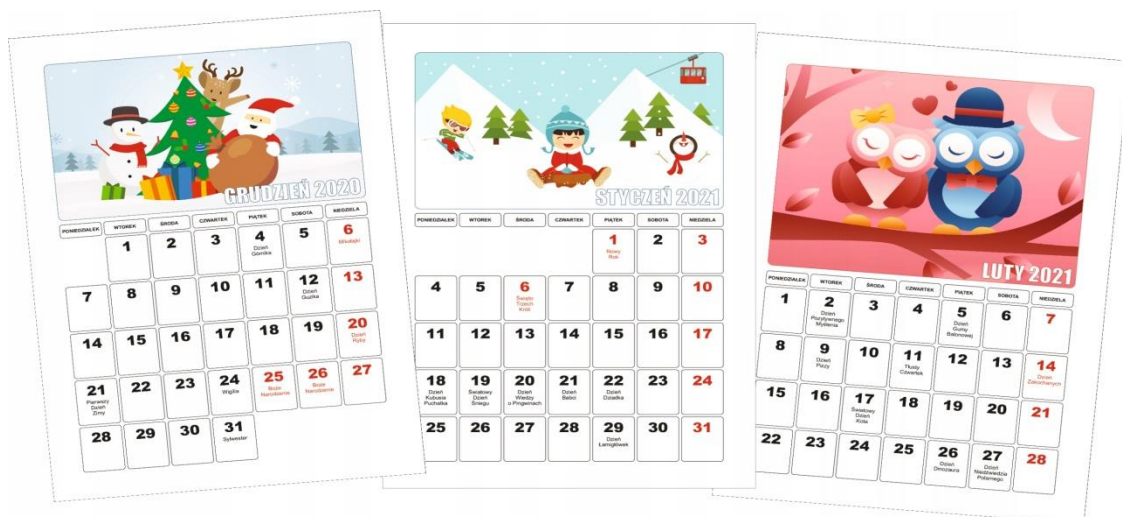 GRUDZIEŃ 2020
PONIEDZIAŁEK WTOREK ŚRODA CZWARTEK PIĄTEK SOBOTA NIEDZIELA
1 2 3 4 5 6
Dzień Górnika
Mikołajki
7 8 9 10 11 12 13
Dzień Guzika
14 15 16 17 18 19 20
Dzień Ryby
21 22 23 24 25 26 27
Pierwszy Dzień Zimy
Wigilia
Boże Narodzenie
Boże Narodzenie
28 29 30 31
Sylwester
STYCZEŃ 2021
PONIEDZIAŁEK WTOREK ŚRODA CZWARTEK PIĄTEK SOBOTA NIEDZIELA
1 2 3
Nowy Rok
4 5 6 7 8 9 10
Święto Trzech Król
11 12 13 14 15 16 17
18 19 20 21 22 23 24
Dzień Kubusia Puchatka
Światowy Dzień Śniegu
Dzień Wiedzy o Pingwinach
Dzień Babci
Dzień Dziadka
25 26 27 28 29 30 31
Dzień Łamigłówek
LUTY 2021
PONIEDZIAŁEK WTOREK ŚRODA CZWARTEK PIĄTEK SOBOTA NIEDZIELA
1 2 3 4 5 6 7
Dzień Pozytywnego Myślenia
Dzień Gumy Balonowej
8 9 10 11 12 13 14
Dzień Pizzy
Tłusty Czwartek
Dzień Zakochanych
15 16 17 18 19 20 21
Światowy Dzień Kota
22 23 24 25 26 27 28
Dzień Dinozaura
Dzień Niedźwiedzia Polarnego